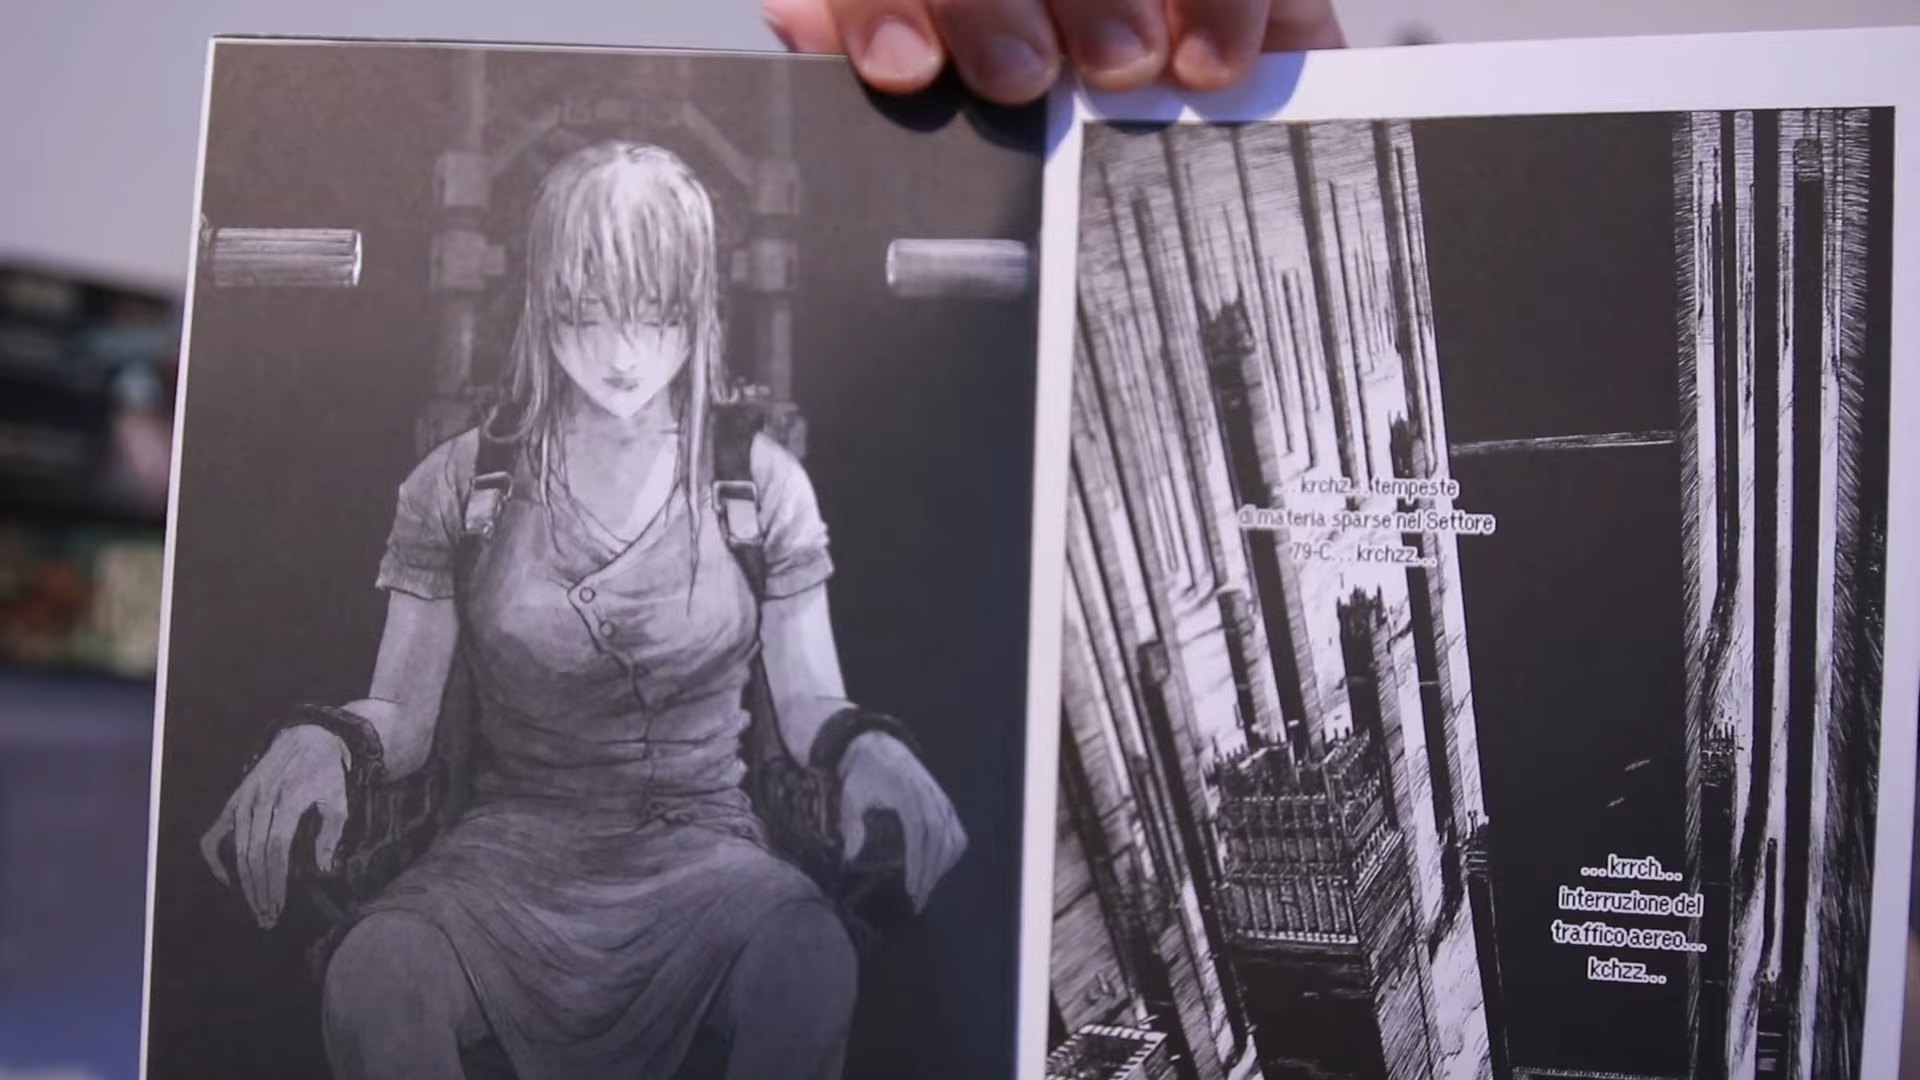 ...krchz...tempeste
di materia sparse nel Settore
79-C...krchzz...
...krrch...
interruzione del
traffico aereo...
kchzz...